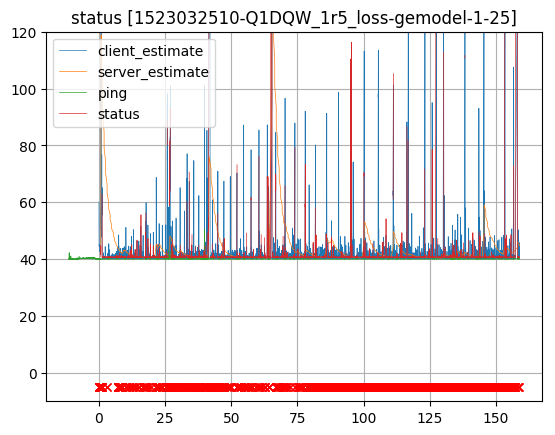 status [1523032510-Q1DQW_1r5_loss-gemodel-1-25]
client_estimate
server_estimate
ping
status
120
100
80
60
40
20
0
0 25 50 75 100 125 150